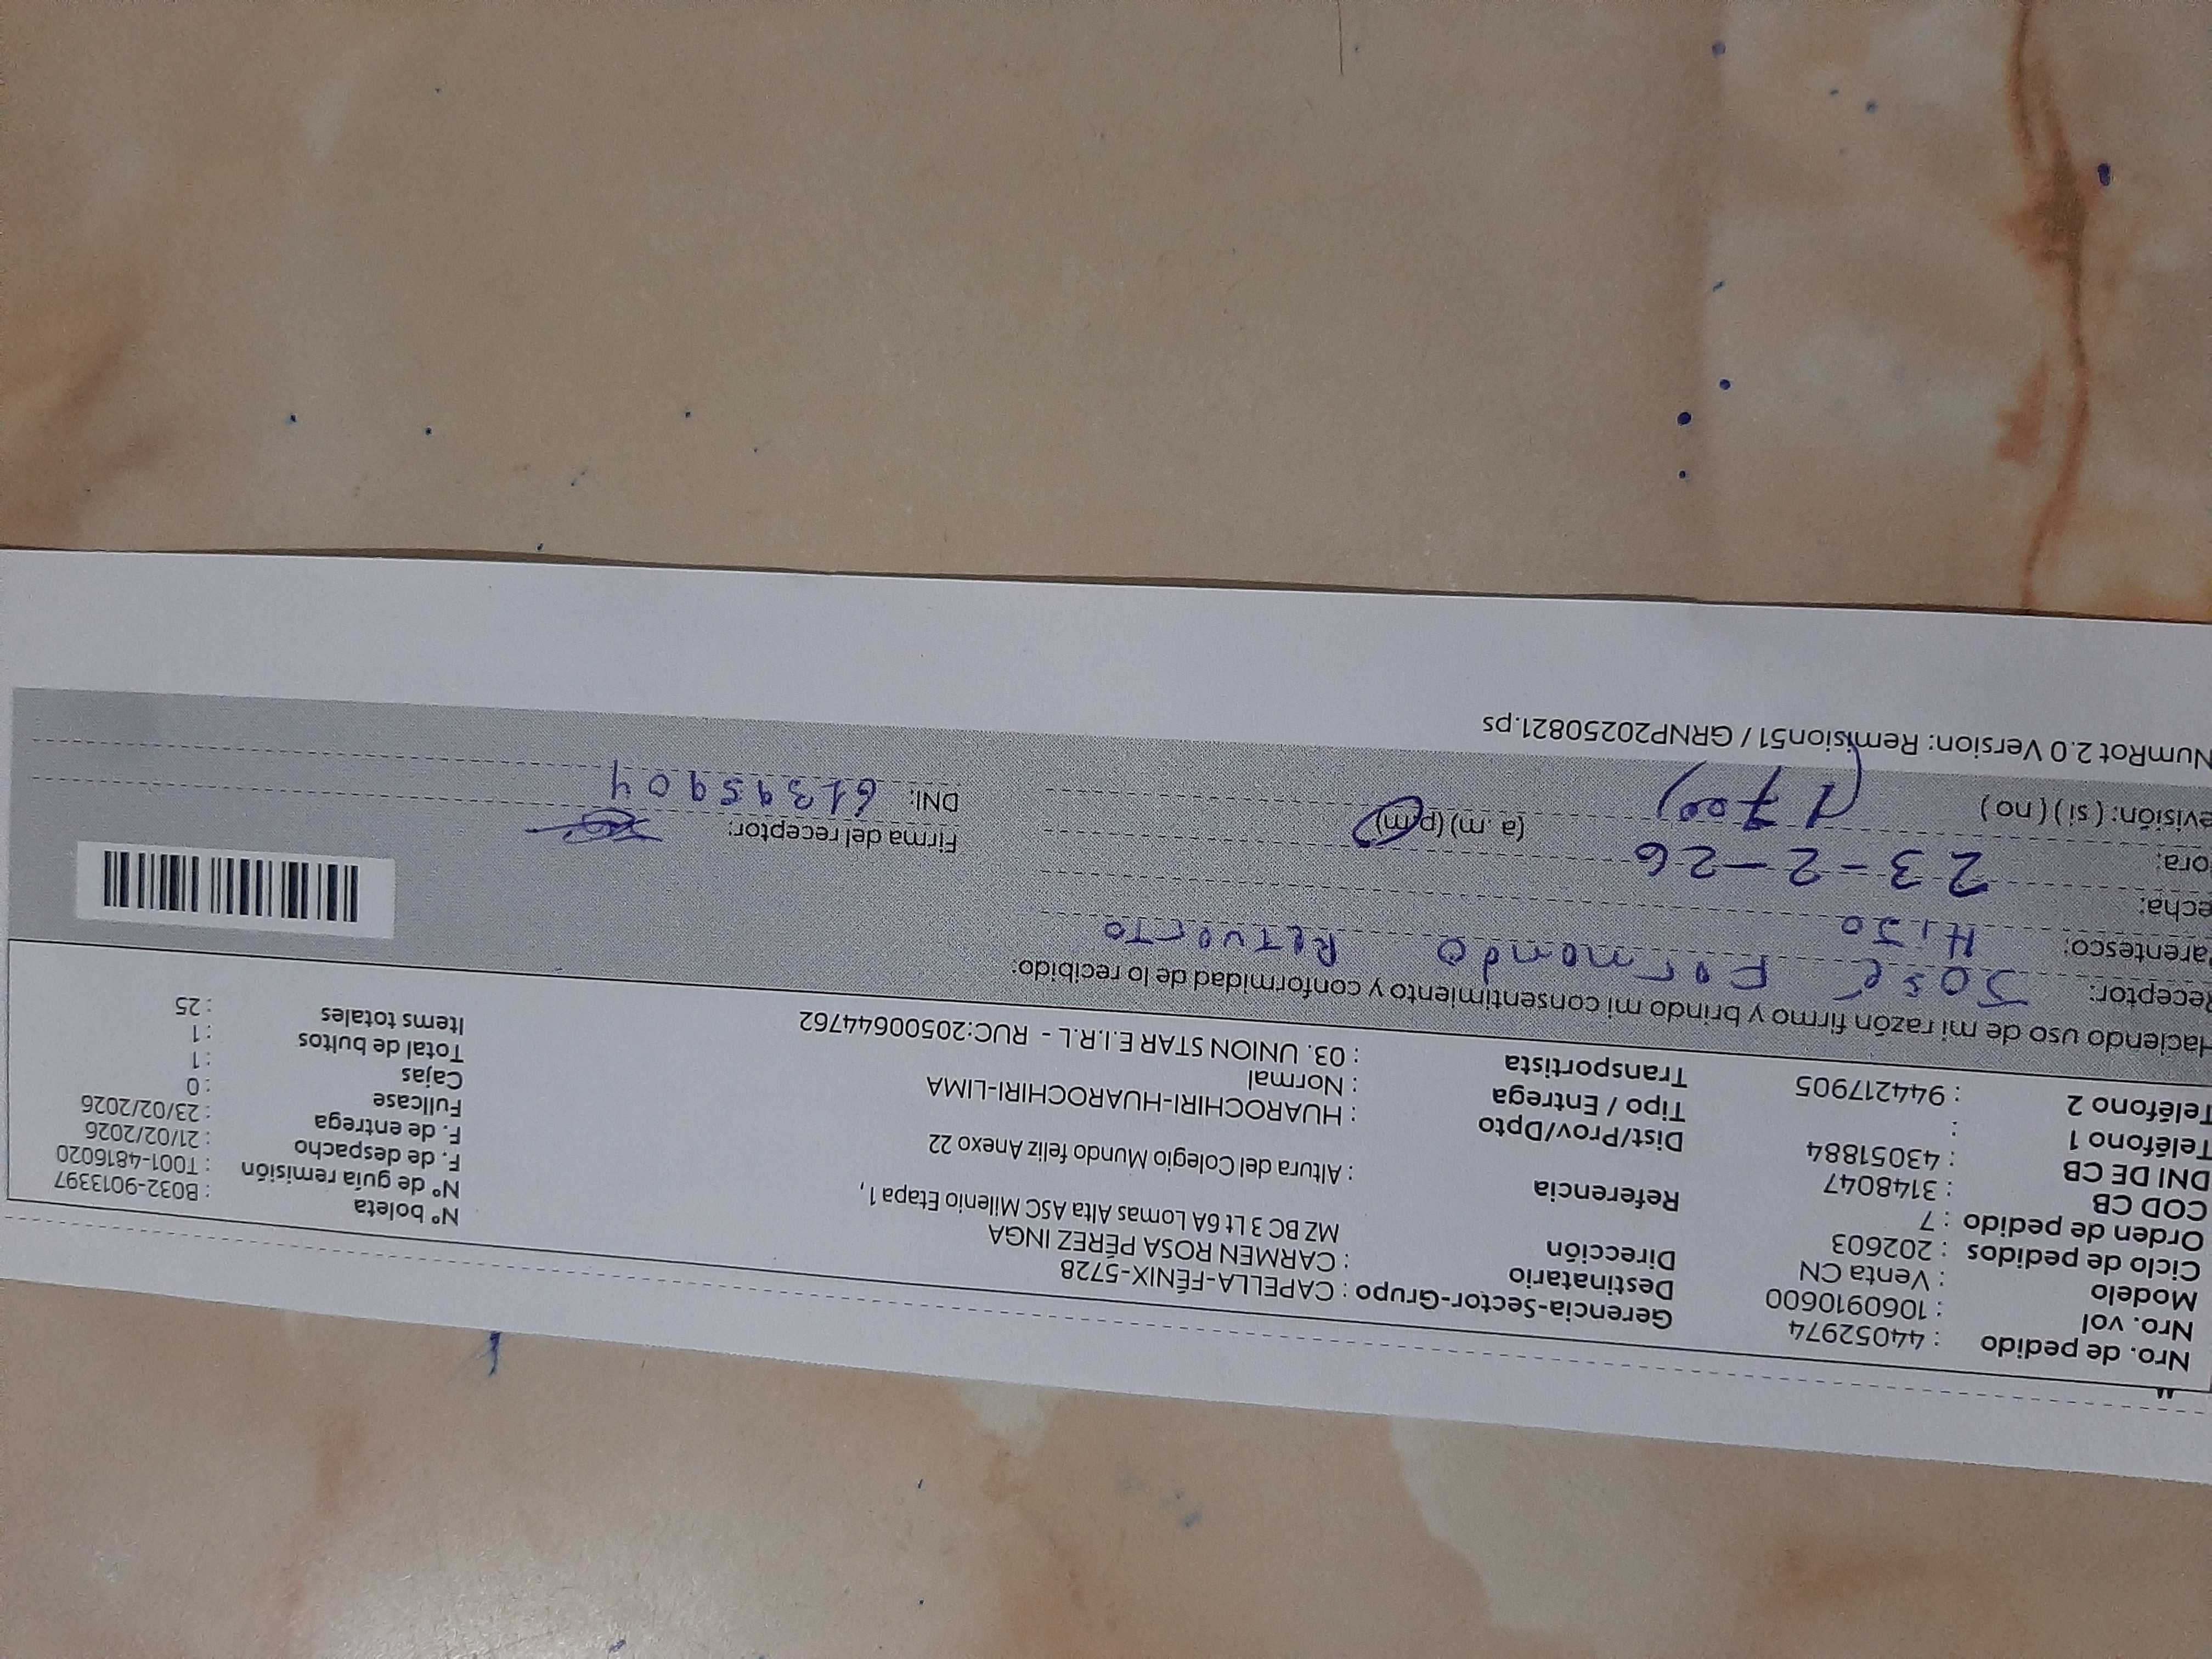 Nro. de pedido : 44052974
Nro. vol : 1060910600
Modelo : Venta CN
Ciclo de pedidos : 202603
Orden de pedido : 7
COD CB : 3148047
DNI DE CB : 43051884
Teléfono 1 :
Teléfono 2 : 944217905
Gerencia-Sector-Grupo : CAPELLA-FÉNIX-5728
Destinatario : CARMEN ROSA PÉREZ INGA
Dirección
MZ BC 3 Lt 6A Lomas Alta ASC Milenio Etapa 1,
Referencia : Altura del Colegio Mundo feliz Anexo 22
Dist/Prov/Dpto : HUAROCHIRI-HUAROCHIRI-LIMA
Tipo / Entrega : Normal
Transportista : 03. UNION STAR E.I.R.L - RUC:20500644762
Nº boleta : B032-9013397
Nº de guía remisión : T001-4816020
F. de despacho : 21/02/2026
F. de entrega : 23/02/2026
Fullcase : 0
Cajas : 1
Total de bultos : 1
Items totales : 25
Haciendo uso de mi razón firmo y brindo mi consentimiento y conformidad de lo recibido:
Receptor: José Fernando Retuerto
Parentesco: HiJo
echa: 23-2-26
ora: 1700 (a. m) (p.m)
evisión: ( si ) ( no )
Firma del receptor:
DNI: 61395904
NumRot 2.0 Version: Remision51 / GRNP20250821.ps